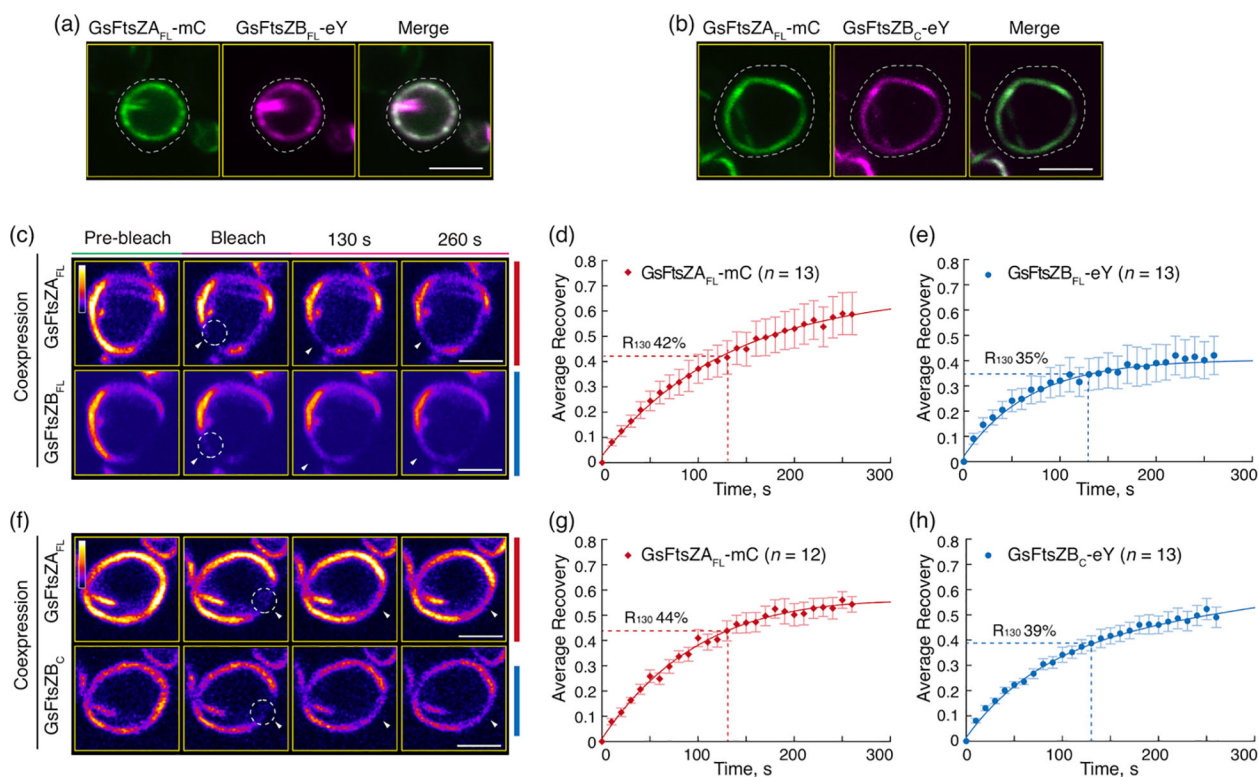 (a)
GsFtsZA_FL-mC GsFtsZB_FL-eY Merge
(b)
GsFtsZA_FL-mC GsFtsZB_C-eY Merge
(c)
Pre-bleach Bleach 130 s 260 s
Coexpression
GsFtsZA_FL
GsFtsZB_FL
(d)
GsFtsZA_FL-mC (n = 13)
R₁₃₀ 42%
Average Recovery
0.8
0.7
0.6
0.5
0.4
0.3
0.2
0.1
0
0 100 200 300
Time, s
(e)
GsFtsZB_FL-eY (n = 13)
R₁₃₀ 35%
Average Recovery
0.8
0.7
0.6
0.5
0.4
0.3
0.2
0.1
0
0 100 200 300
Time, s
(f)
Coexpression
GsFtsZA_FL
GsFtsZB_C
(g)
GsFtsZA_FL-mC (n = 12)
R₁₃₀ 44%
Average Recovery
0.8
0.7
0.6
0.5
0.4
0.3
0.2
0.1
0
0 100 200 300
Time, s
(h)
GsFtsZB_C-eY (n = 13)
R₁₃₀ 39%
Average Recovery
0.8
0.7
0.6
0.5
0.4
0.3
0.2
0.1
0
0 100 200 300
Time, s